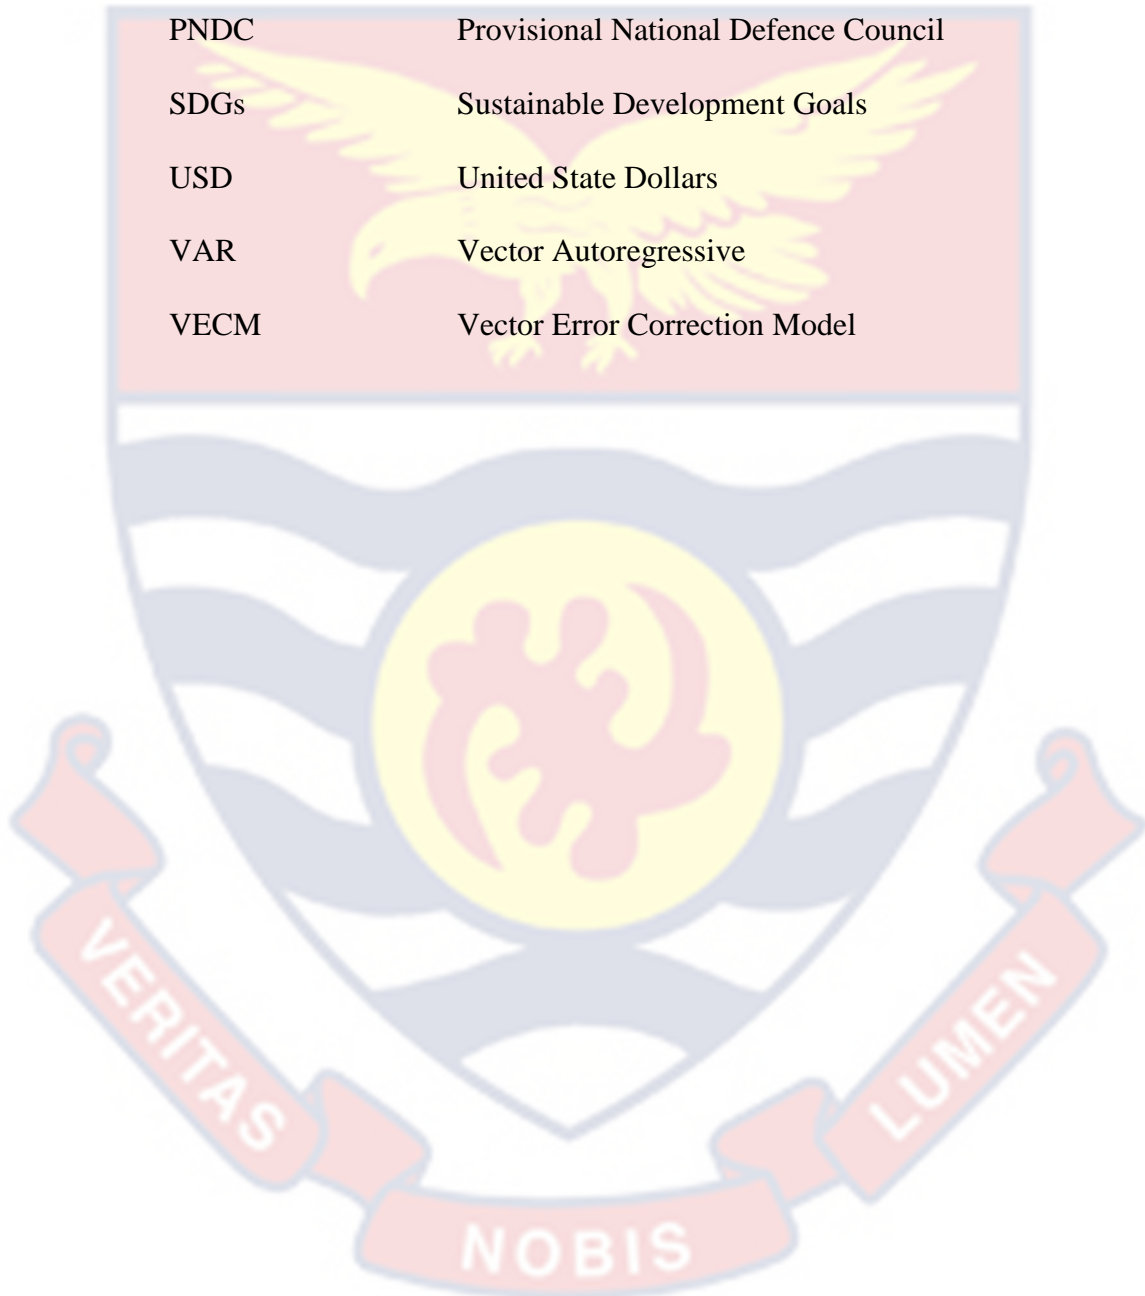 PNDC Provisional National Defence Council
SDGs Sustainable Development Goals
USD United State Dollars
VAR Vector Autoregressive
VECM Vector Error Correction Model
VERITAS
NOBIS
LUMEN